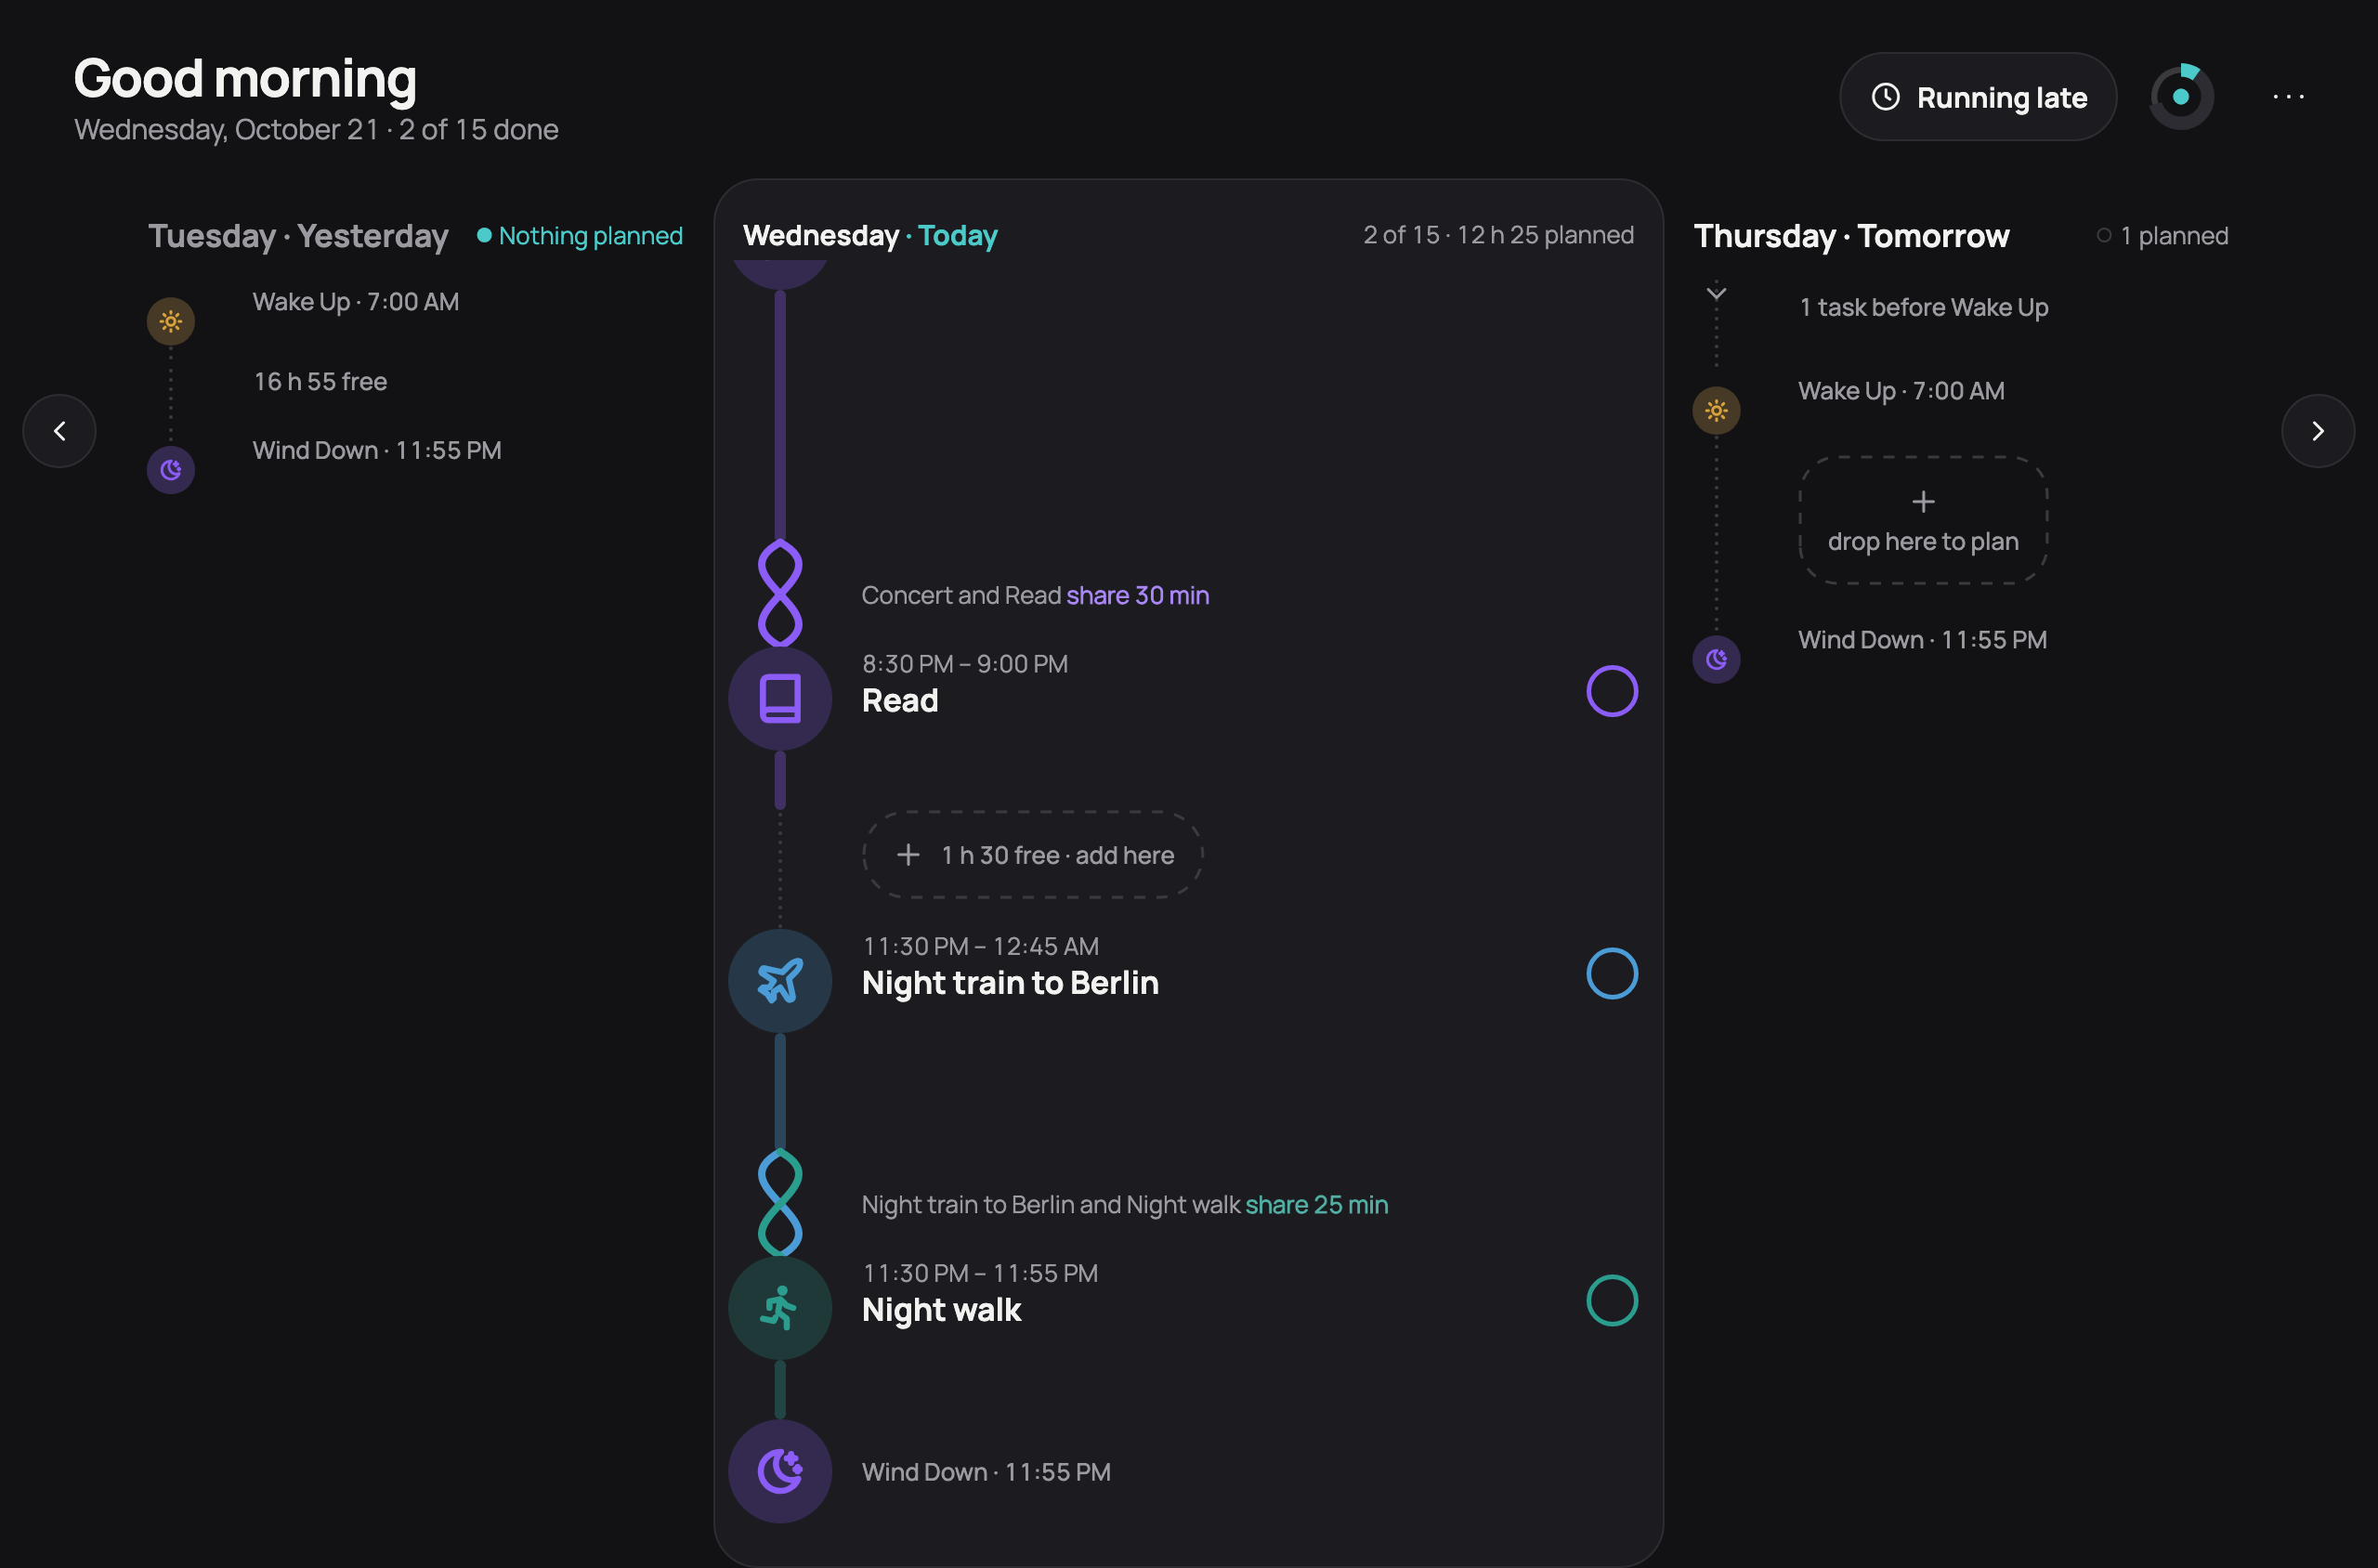 Good morning
Wednesday, October 21 · 2 of 15 done
Running late
Tuesday · Yesterday
Nothing planned
Wake Up · 7:00 AM
16 h 55 free
Wind Down · 11:55 PM
Wednesday · Today
2 of 15 · 12 h 25 planned
Concert and Read share 30 min
8:30 PM – 9:00 PM
Read
1 h 30 free · add here
11:30 PM – 12:45 AM
Night train to Berlin
Night train to Berlin and Night walk share 25 min
11:30 PM – 11:55 PM
Night walk
Wind Down · 11:55 PM
Thursday · Tomorrow
1 planned
1 task before Wake Up
Wake Up · 7:00 AM
drop here to plan
Wind Down · 11:55 PM